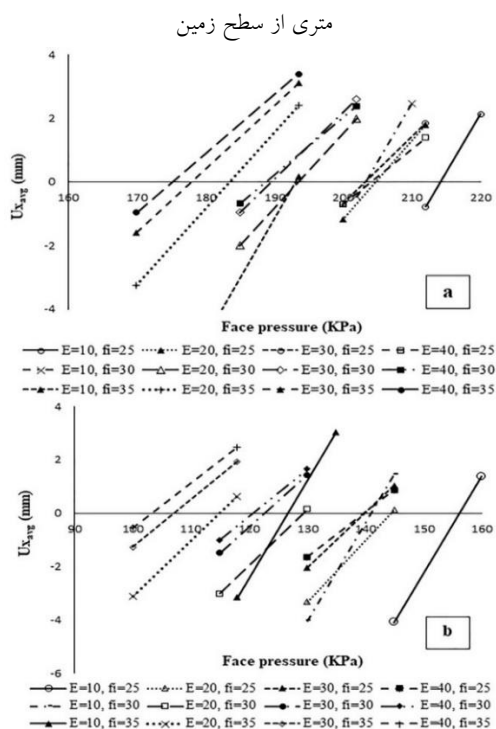 متری از سطح زمین
4
2
0
-2
-4
160 170 180 190 200 210 220
Ux avg (mm)
a
Face pressure (KPa)
E=10, fi=25 E=20, fi=25 E=30, fi=25 E=40, fi=25
E=10, fi=30 E=20, fi=30 E=30, fi=30 E=40, fi=30
E=10, fi=35 E=20, fi=35 E=30, fi=35 E=40, fi=35
4
2
0
-2
-4
-6
90 100 110 120 130 140 150 160
Ux avg (mm)
b
Face pressure (KPa)
E=10, fi=25 E=20, fi=25 E=30, fi=25 E=40, fi=25
E=10, fi=30 E=20, fi=30 E=30, fi=30 E=40, fi=30
E=10, fi=35 E=20, fi=35 E=30, fi=35 E=40, fi=35